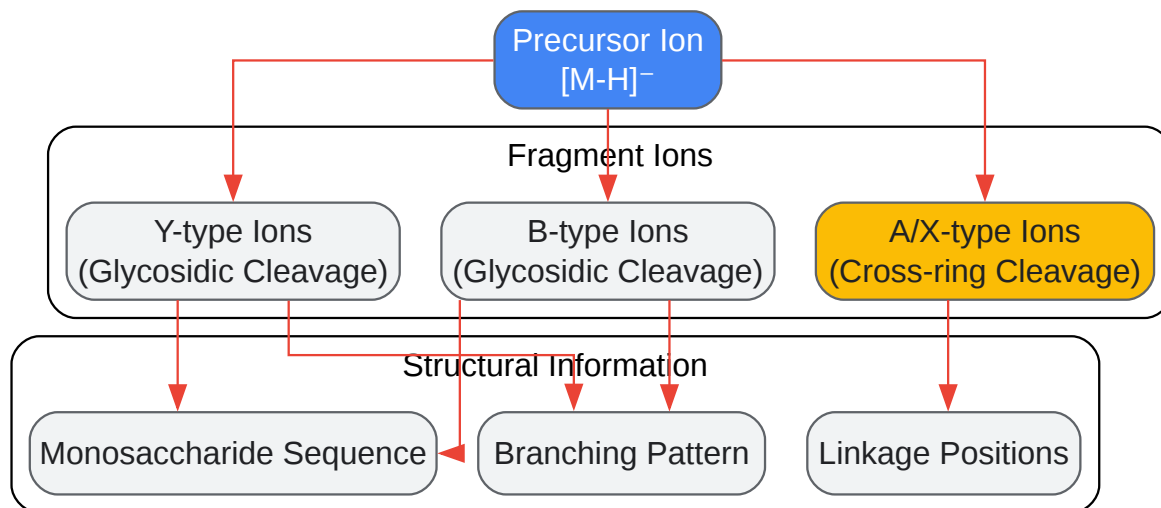 Precursor Ion
[M-H]⁻
Fragment Ions
Y-type Ions
(Glycosidic Cleavage)
B-type Ions
(Glycosidic Cleavage)
A/X-type Ions
(Cross-ring Cleavage)
Structural Information
Monosaccharide Sequence
Branching Pattern
Linkage Positions